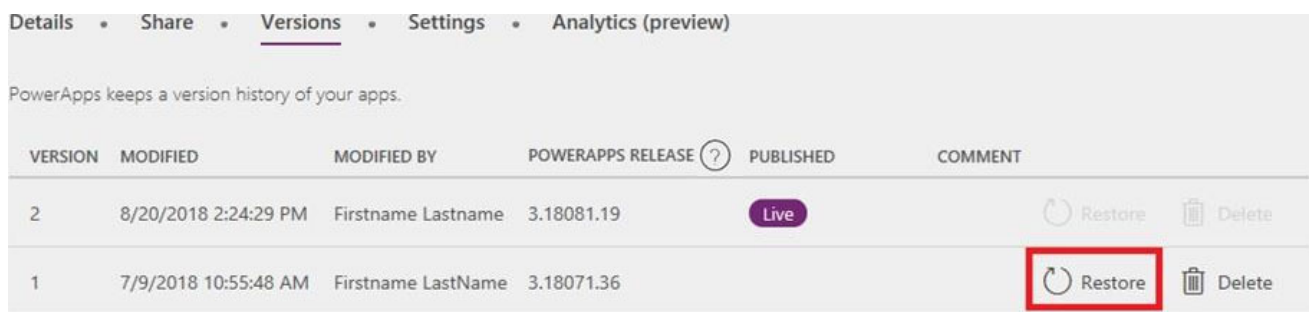 Details • Share • Versions • Settings • Analytics (preview)
PowerApps keeps a version history of your apps.
VERSION MODIFIED MODIFIED BY POWERAPPS RELEASE ? PUBLISHED COMMENT
2 8/20/2018 2:24:29 PM Firstname Lastname 3.18081.19 Live Restore Delete
1 7/9/2018 10:55:48 AM Firstname LastName 3.18071.36 Restore Delete